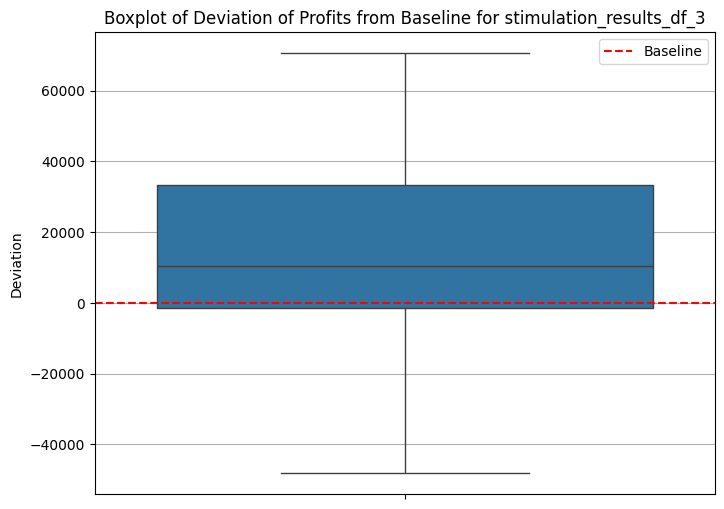 Boxplot of Deviation of Profits from Baseline for stimulation_results_df_3
Baseline
60000
40000
20000
0
−20000
−40000
Deviation